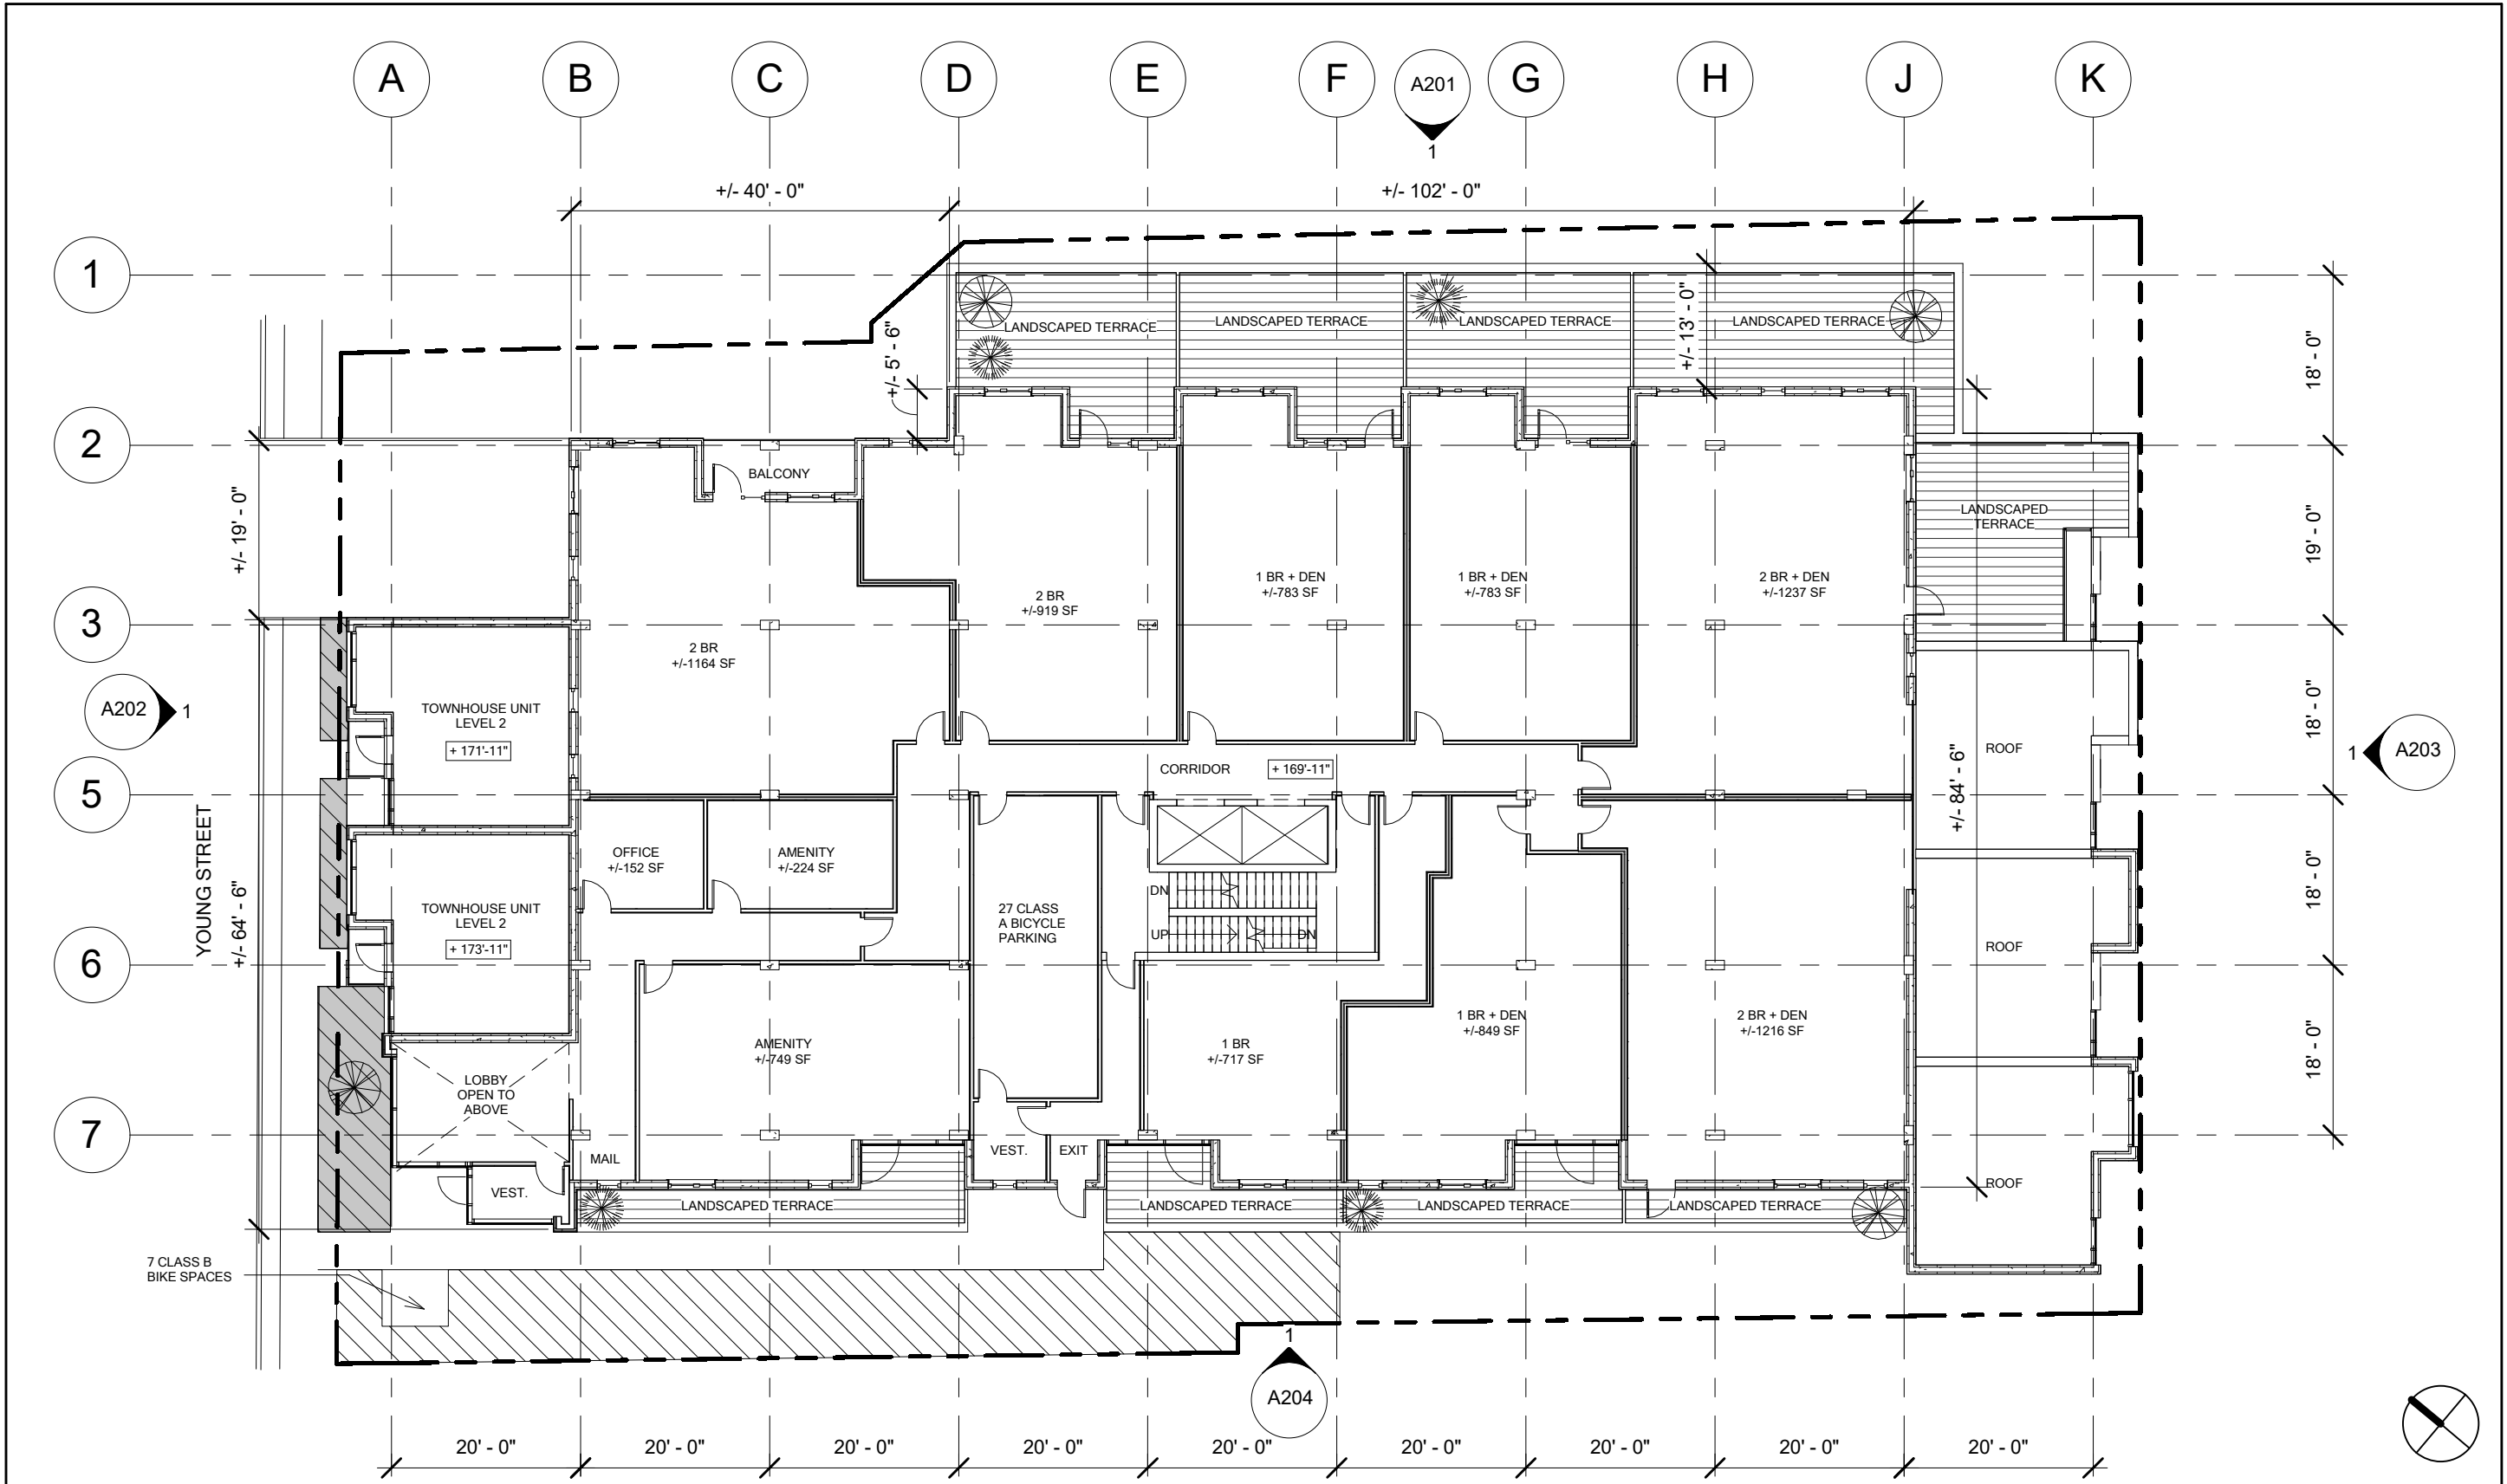 A
B
C
D
E
F
A201
1
G
H
J
K
+/- 40' - 0"
+/- 102' - 0"
1
2
3
5
6
7
+/- 5' - 6"
+/- 13' - 0"
LANDSCAPED TERRACE
LANDSCAPED TERRACE
LANDSCAPED TERRACE
LANDSCAPED TERRACE
18' - 0"
19' - 0"
18' - 0"
18' - 0"
18' - 0"
+/- 19' - 0"
BALCONY
LANDSCAPED
TERRACE
2 BR
+/-1164 SF
2 BR
+/-919 SF
1 BR + DEN
+/-783 SF
1 BR + DEN
+/-783 SF
2 BR + DEN
+/-1237 SF
A202
1
TOWNHOUSE UNIT
LEVEL 2
+ 171'-11"
CORRIDOR
+ 169'-11"
ROOF
1
A203
+/- 84' - 6"
YOUNG STREET
+/- 64' - 6"
OFFICE
+/-152 SF
AMENITY
+/-224 SF
TOWNHOUSE UNIT
LEVEL 2
+ 173'-11"
27 CLASS
A BICYCLE
PARKING
DN
UP
DN
ROOF
AMENITY
+/-749 SF
1 BR
+/-717 SF
1 BR + DEN
+/-849 SF
2 BR + DEN
+/-1216 SF
LOBBY
OPEN TO
ABOVE
MAIL
VEST.
VEST.
EXIT
ROOF
LANDSCAPED TERRACE
LANDSCAPED TERRACE
LANDSCAPED TERRACE
LANDSCAPED TERRACE
7 CLASS B
BIKE SPACES
1
A204
20' - 0"
20' - 0"
20' - 0"
20' - 0"
20' - 0"
20' - 0"
20' - 0"
20' - 0"
20' - 0"